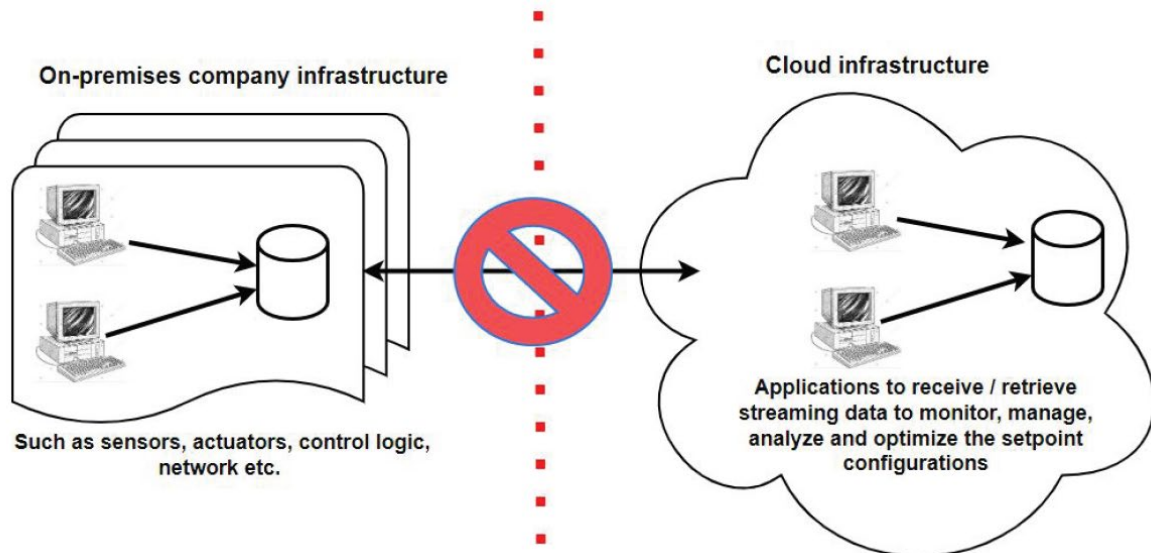 On-premises company infrastructure
Cloud infrastructure
Such as sensors, actuators, control logic,
network etc.
Applications to receive / retrieve
streaming data to monitor, manage,
analyze and optimize the setpoint
configurations